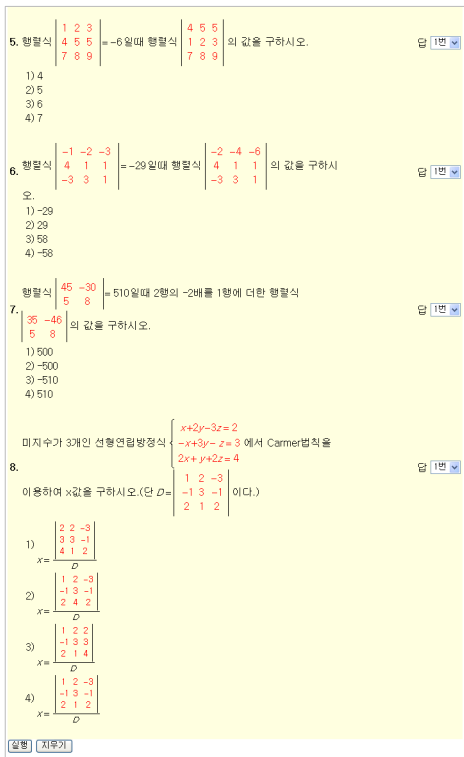 5. 행렬식 |1 2 3; 4 5 5; 7 8 9| = -6일때 행렬식 |4 5 5; 1 2 3; 7 8 9| 의 값을 구하시오. 답 1번
1) 4
2) 5
3) 6
4) 7
6. 행렬식 |-1 -2 -3; 4 1 1; -3 3 1| = -29일때 행렬식 |-2 -4 -6; 4 1 1; -3 3 1| 의 값을 구하시 답 1번
오.
1) -29
2) 29
3) 58
4) -58
행렬식 |45 -30; 5 8| = 510일때 2행의 -2배를 1행에 더한 행렬식
7. |35 -46; 5 8| 의 값을 구하시오. 답 1번
1) 500
2) -500
3) -510
4) 510
미지수가 3개인 선형연립방정식 { x+2y-3z= 2; -x+3y- z= 3; 2x+ y+2z= 4 에서 Carmer법칙을
8. 답 1번
이용하여 x값을 구하시오.(단 D= |1 2 -3; -1 3 -1; 2 1 2| 이다.)
1) x= |2 2 -3; 3 3 -1; 4 1 2| / D
2) x= |1 2 -3; -1 3 -1; 2 4 2| / D
3) x= |1 2 2; -1 3 3; 2 1 4| / D
4) x= |1 2 -3; -1 3 -1; 2 1 2| / D
실행 지우기